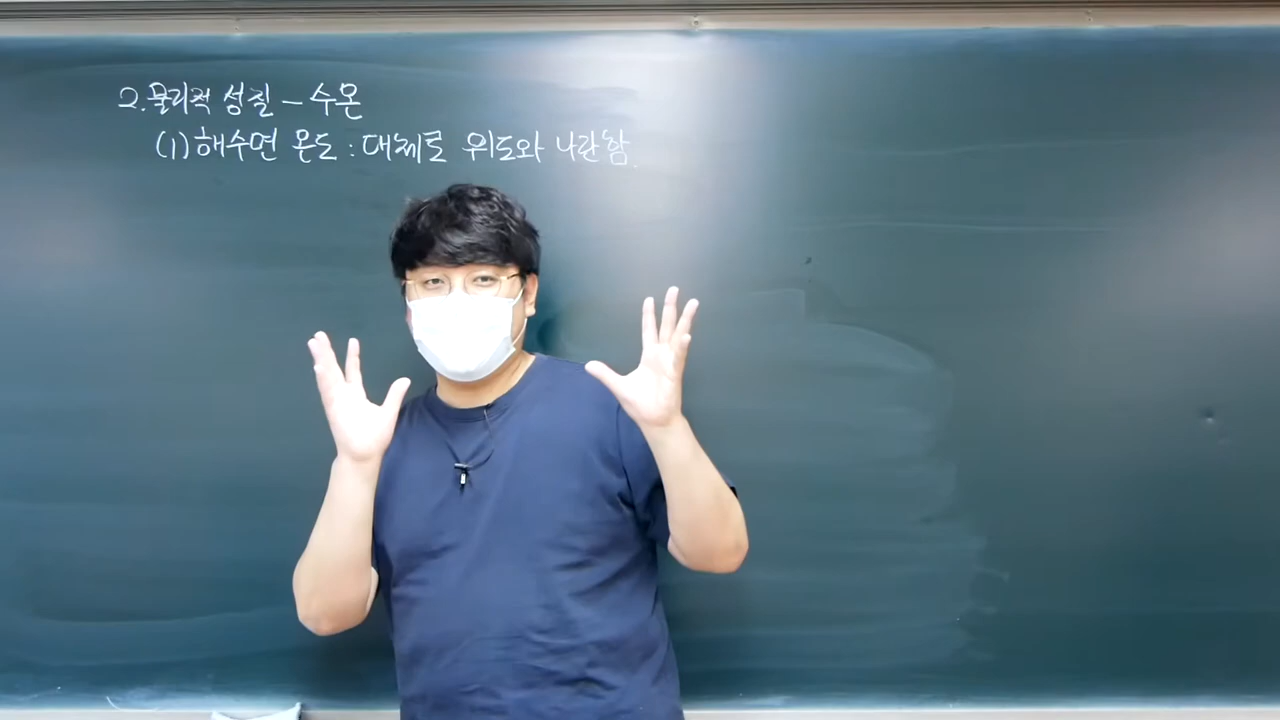 2. 물리적 성질 - 수온
(1) 해수면 온도 : 대체로 위도와 나란함.